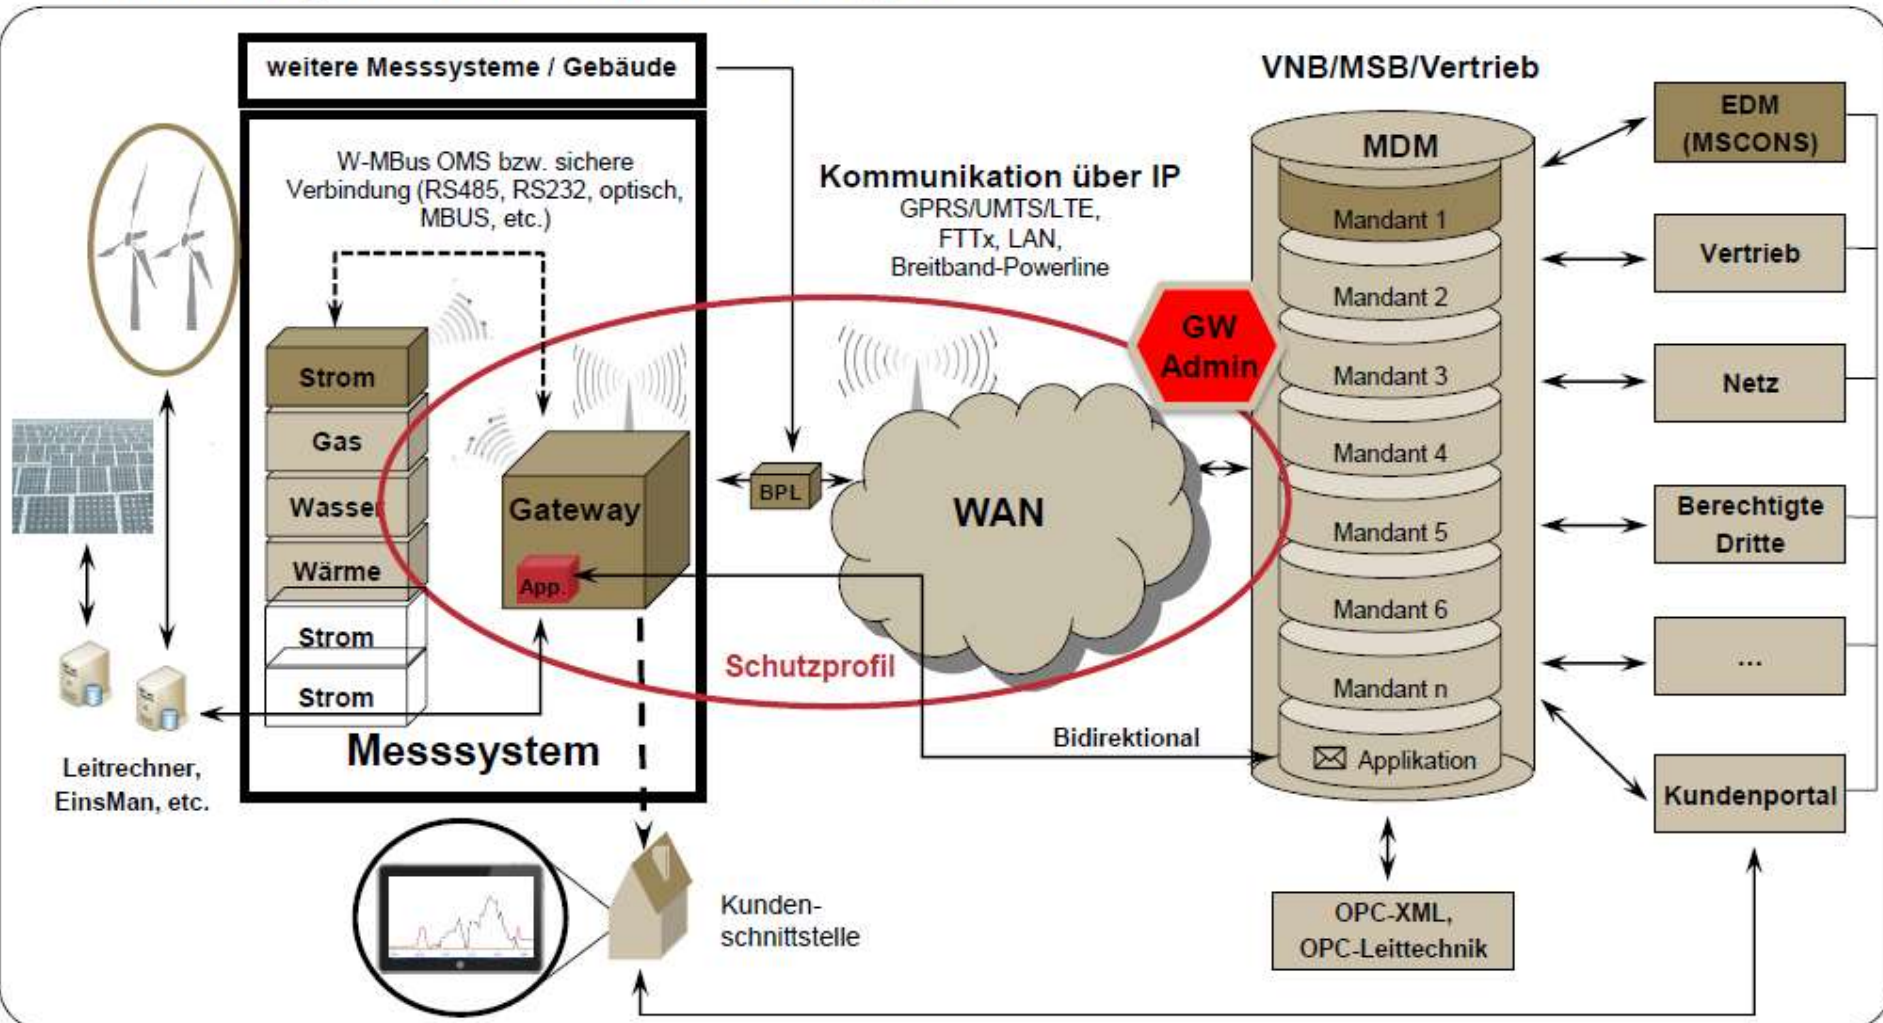 weitere Messsysteme / Gebäude
W-MBus OMS bzw. sichere
Verbindung (RS485, RS232, optisch,
MBUS, etc.)
Strom
Gas
Wasser
Wärme
Strom
Strom
Gateway
App.
Messsystem
Leitrechner,
EinsMan, etc.
Kunden-
schnittstelle
BPL
Kommunikation über IP
GPRS/UMTS/LTE,
FTTx, LAN,
Breitband-Powerline
WAN
Schutzprofil
Bidirektional
GW
Admin
VNB/MSB/Vertrieb
MDM
Mandant 1
Mandant 2
Mandant 3
Mandant 4
Mandant 5
Mandant 6
Mandant n
Applikation
OPC-XML,
OPC-Leittechnik
EDM
(MSCONS)
Vertrieb
Netz
Berechtigte
Dritte
...
Kundenportal